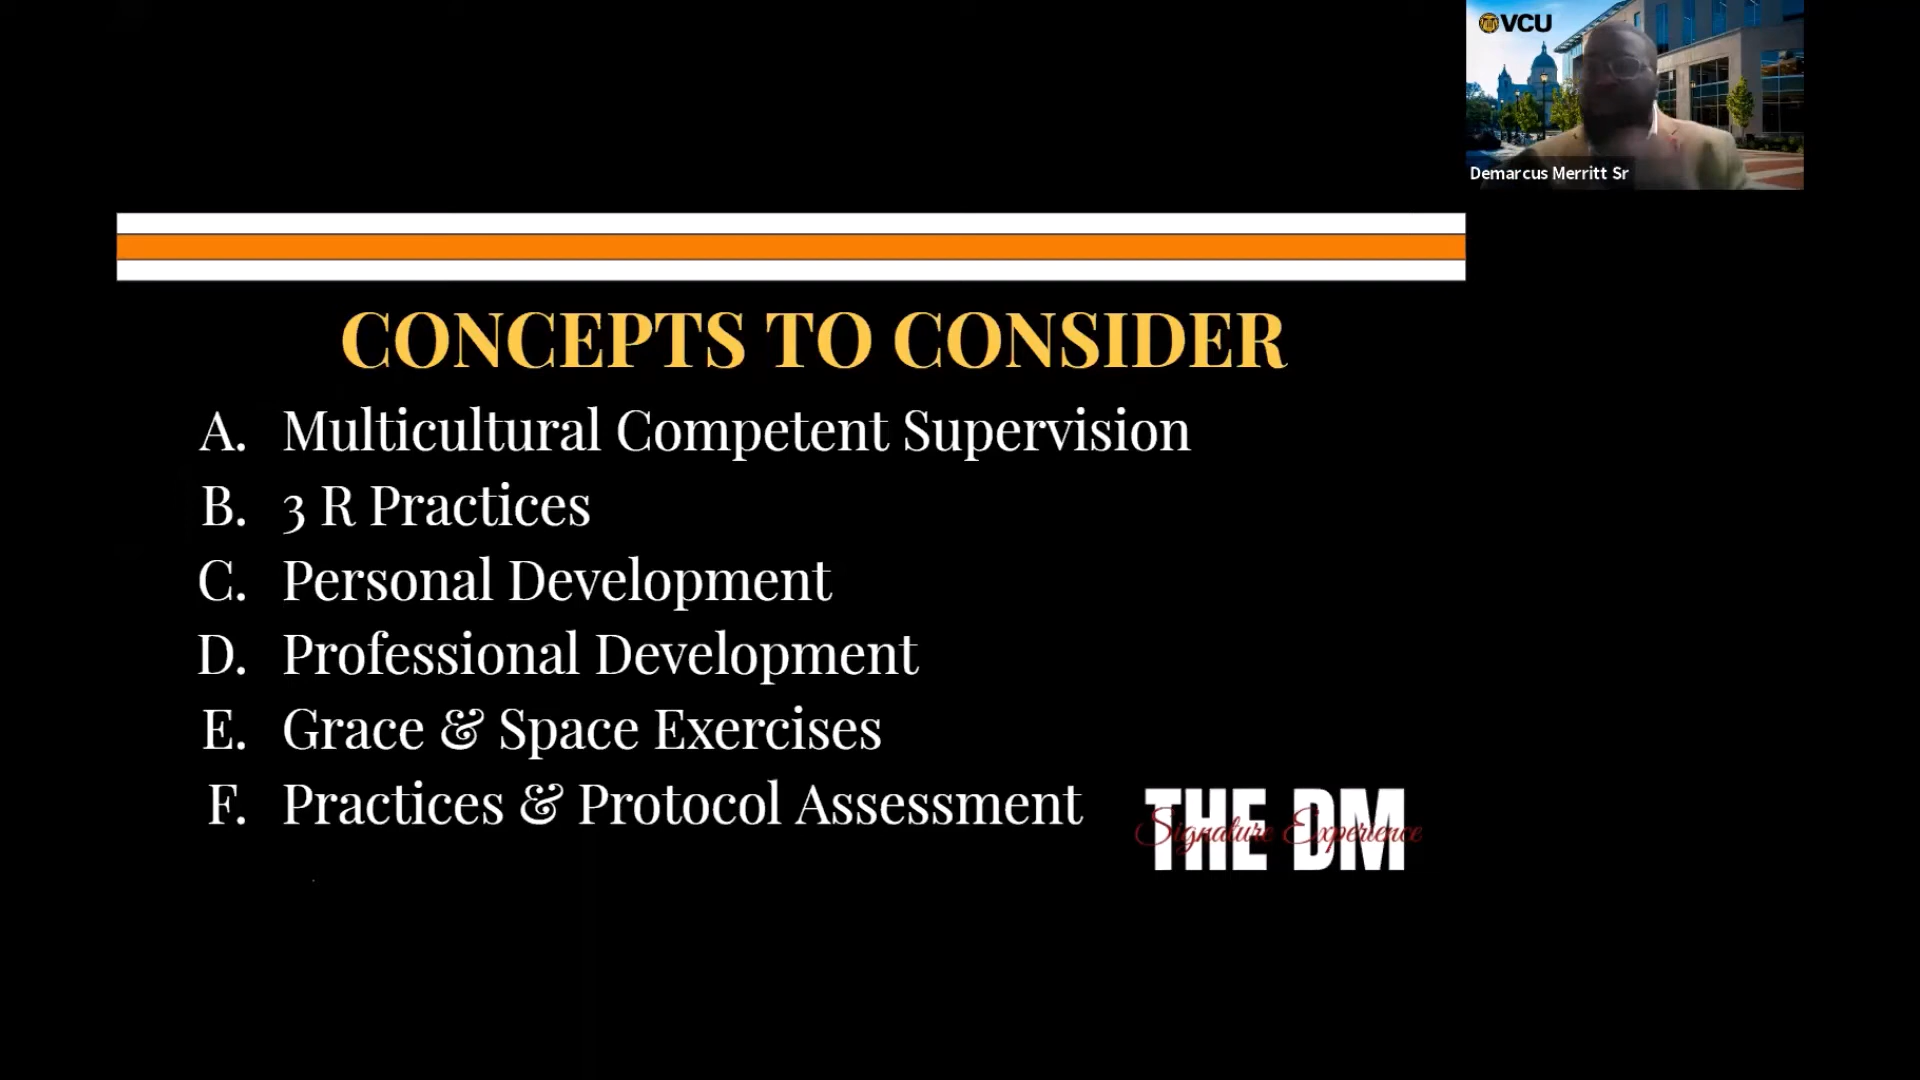 VCU
Demarcus Merritt Sr
CONCEPTS TO CONSIDER
A. Multicultural Competent Supervision
B. 3 R Practices
C. Personal Development
D. Professional Development
E. Grace & Space Exercises
F. Practices & Protocol Assessment
THE DM
Signature Experience